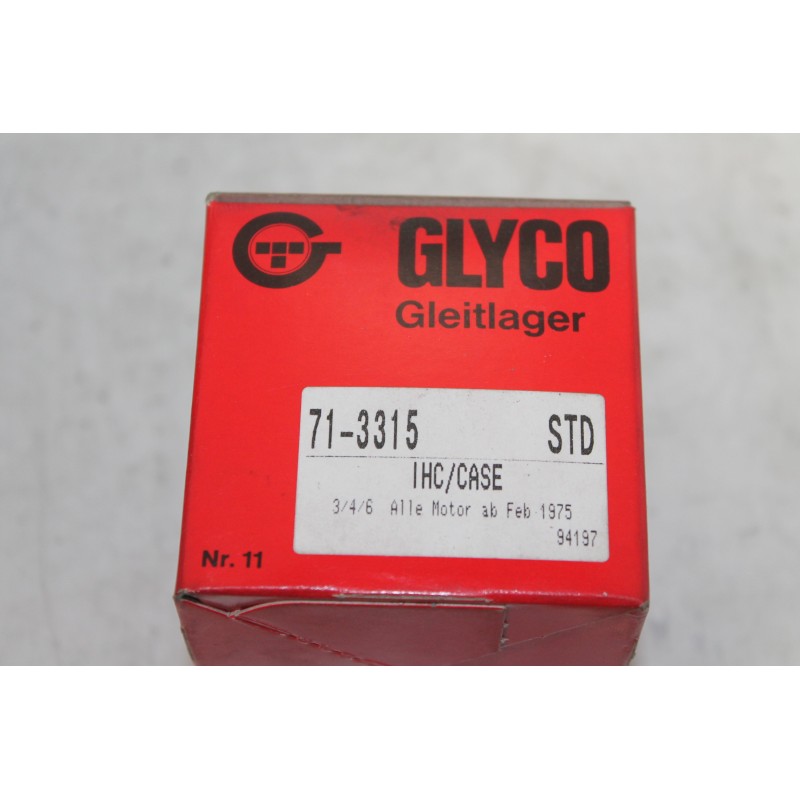 GLYCO
Gleitlager
71-3315 STD
IHC/CASE
3/4/6 Alle Motor ab Feb 1975
94197
Nr. 11